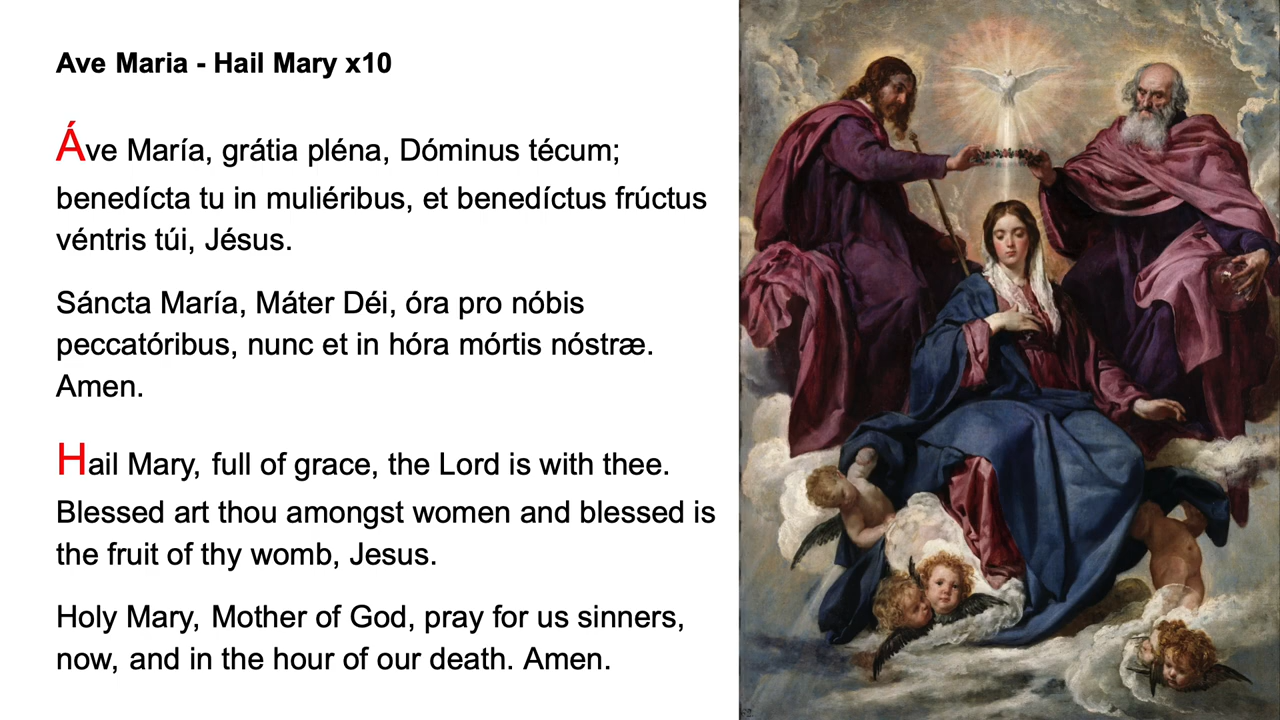 Ave Maria - Hail Mary x10
Áve María, grátia pléna, Dóminus técum;
benedícta tu in muliéribus, et benedíctus frúctus
véntris túi, Jésus.
Sáncta María, Máter Déi, óra pro nóbis
peccatóribus, nunc et in hóra mórtis nóstræ.
Amen.
Hail Mary, full of grace, the Lord is with thee.
Blessed art thou amongst women and blessed is
the fruit of thy womb, Jesus.
Holy Mary, Mother of God, pray for us sinners,
now, and in the hour of our death. Amen.